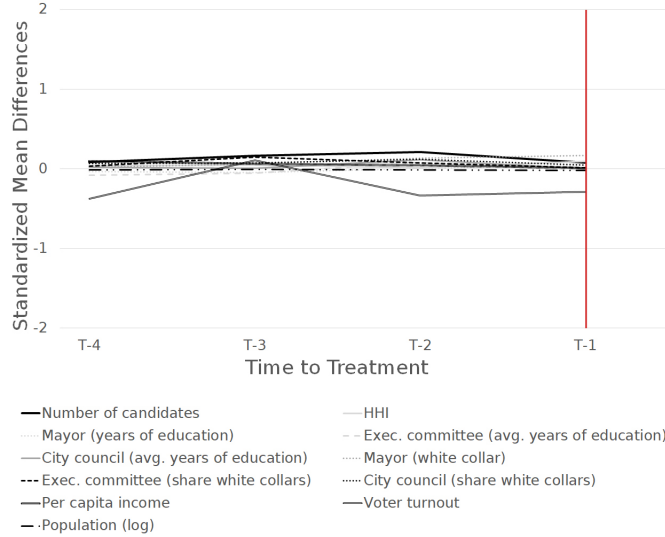 2
1
0
-1
-2
Standardized Mean Differences
T-4 T-3 T-2 T-1
Time to Treatment
Number of candidates HHI
Mayor (years of education) Exec. committee (avg. years of education)
City council (avg. years of education) Mayor (white collar)
Exec. committee (share white collars) City council (share white collars)
Per capita income Voter turnout
Population (log)